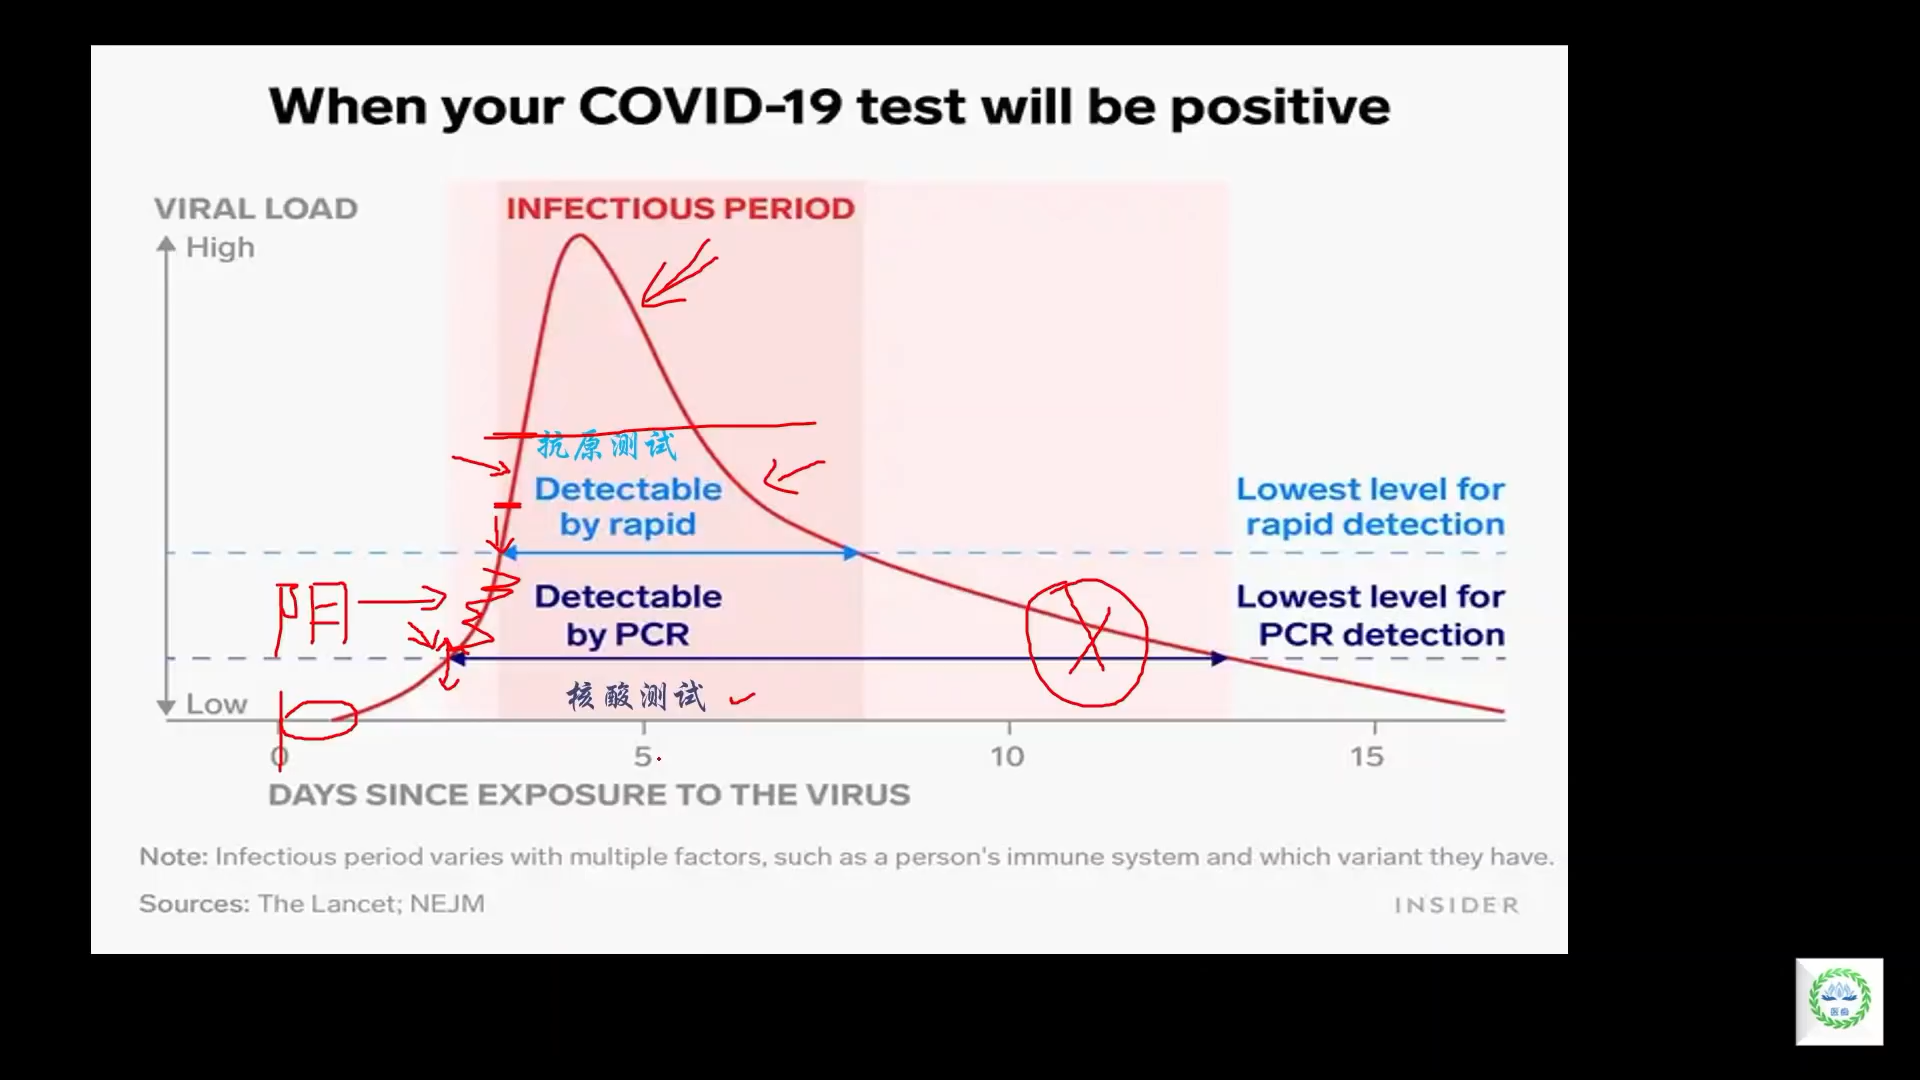 When your COVID-19 test will be positive
VIRAL LOAD
High
INFECTIOUS PERIOD
抗原测试
Detectable
by rapid
Lowest level for
rapid detection
阳
Detectable
by PCR
Lowest level for
PCR detection
核酸测试
Low
0
5
10
15
DAYS SINCE EXPOSURE TO THE VIRUS
Note: Infectious period varies with multiple factors, such as a person's immune system and which variant they have.
Sources: The Lancet; NEJM
INSIDER